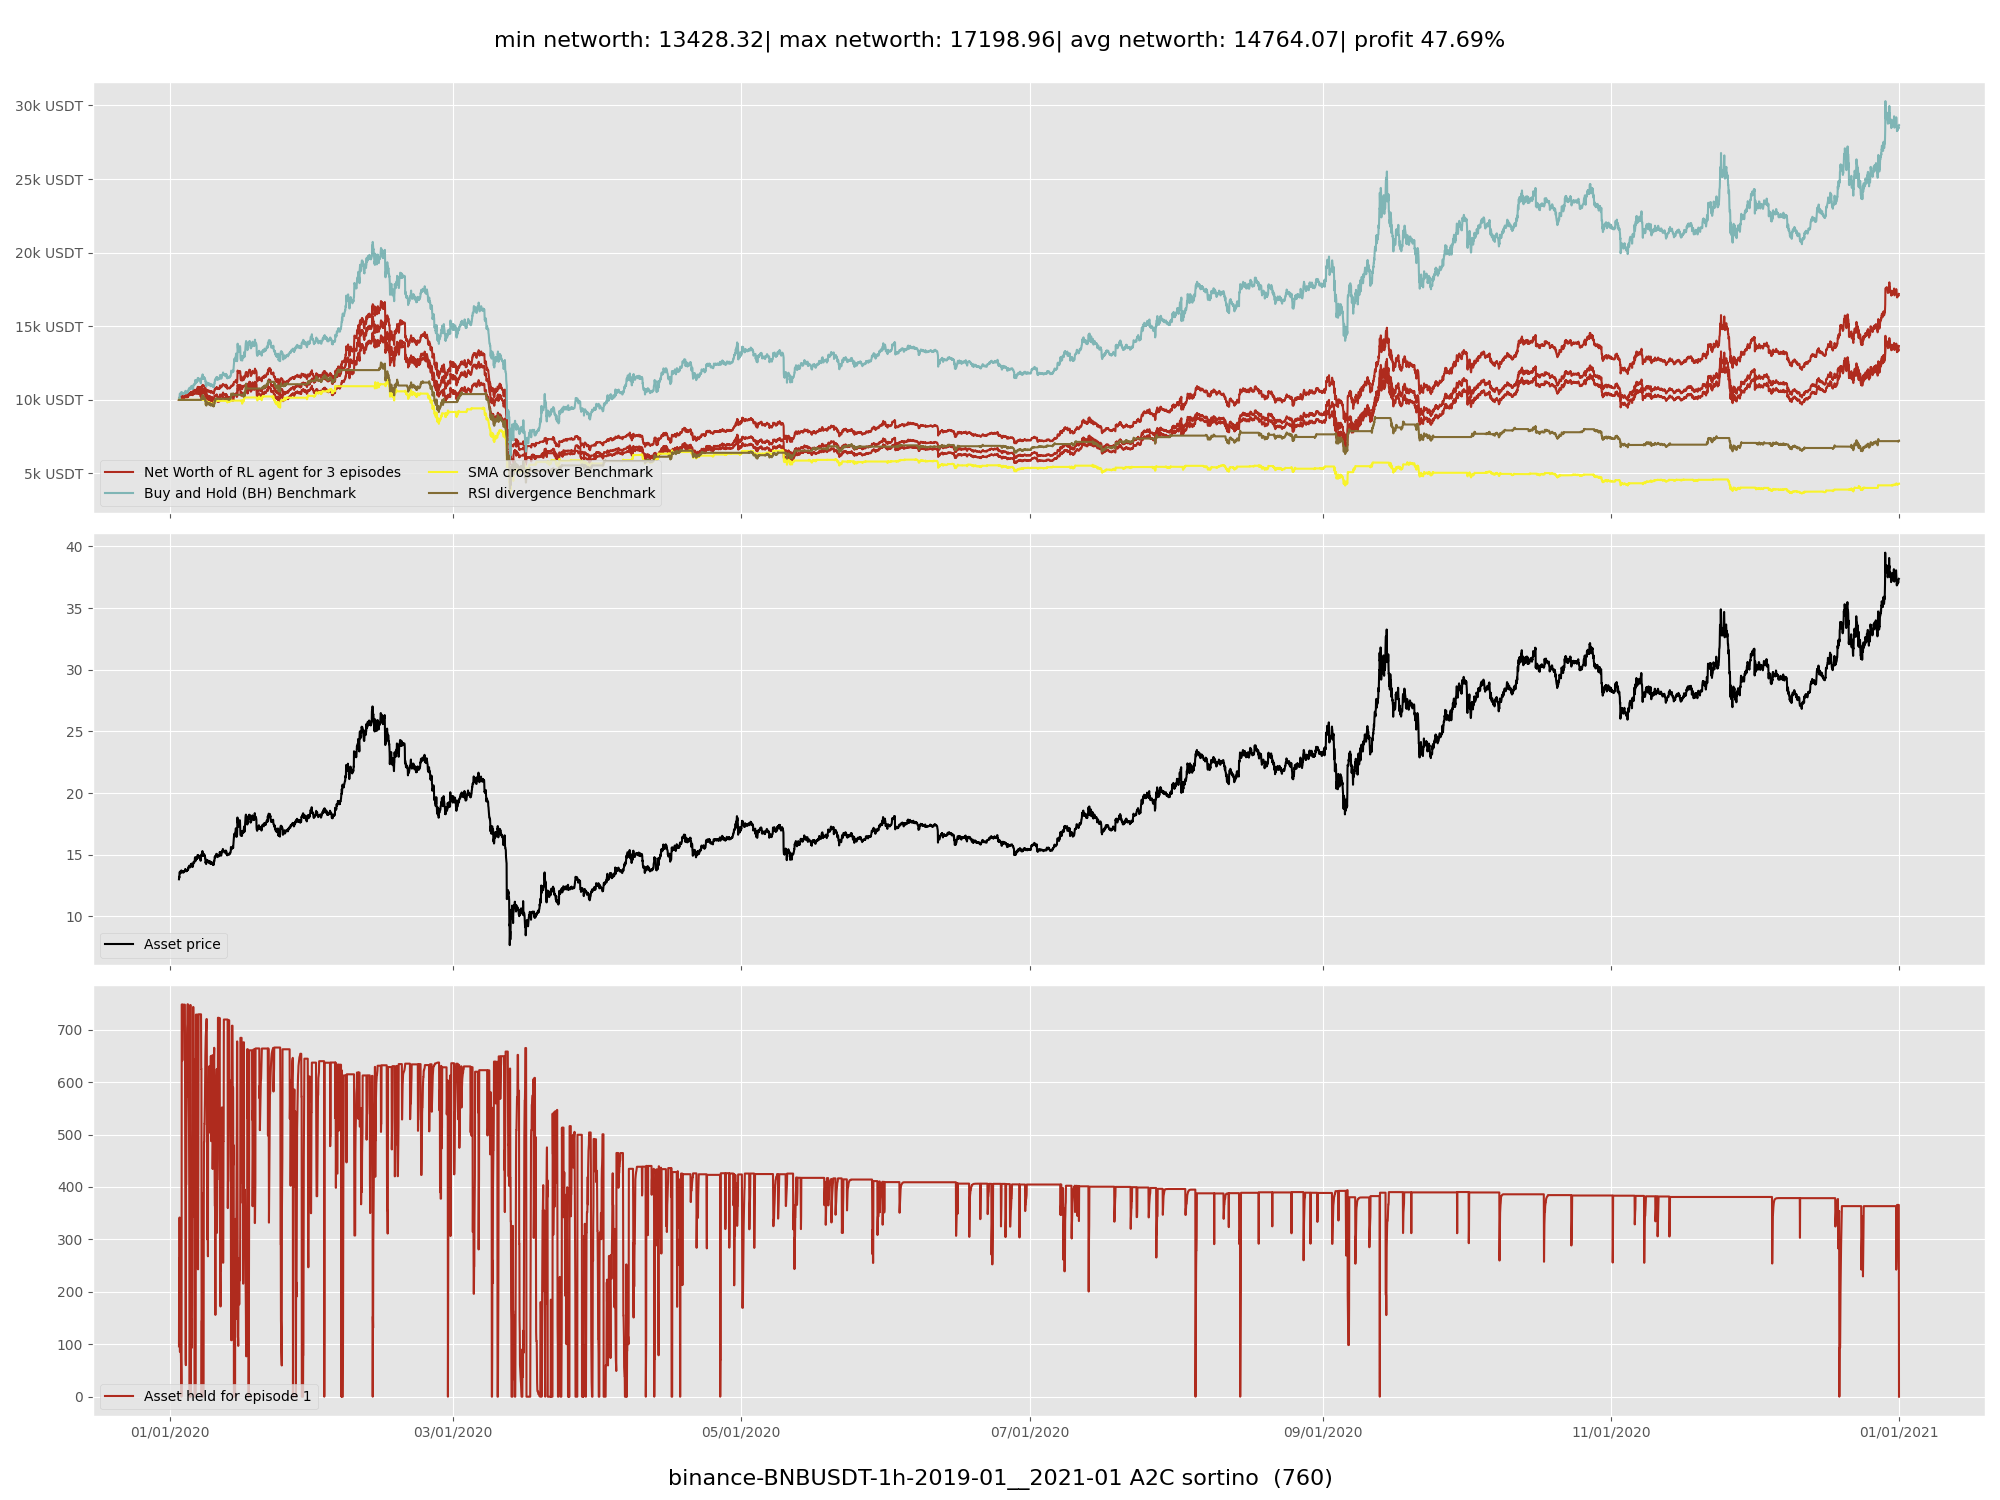 min networth: 13428.32| max networth: 17198.96| avg networth: 14764.07| profit 47.69%
30k USDT
25k USDT
20k USDT
15k USDT
10k USDT
5k USDT
Net Worth of RL agent for 3 episodes
Buy and Hold (BH) Benchmark
SMA crossover Benchmark
RSI divergence Benchmark
40
35
30
25
20
15
10
Asset price
700
600
500
400
300
200
100
0
Asset held for episode 1
01/01/2020 03/01/2020 05/01/2020 07/01/2020 09/01/2020 11/01/2020 01/01/2021
binance-BNBUSDT-1h-2019-01__2021-01 A2C sortino (760)